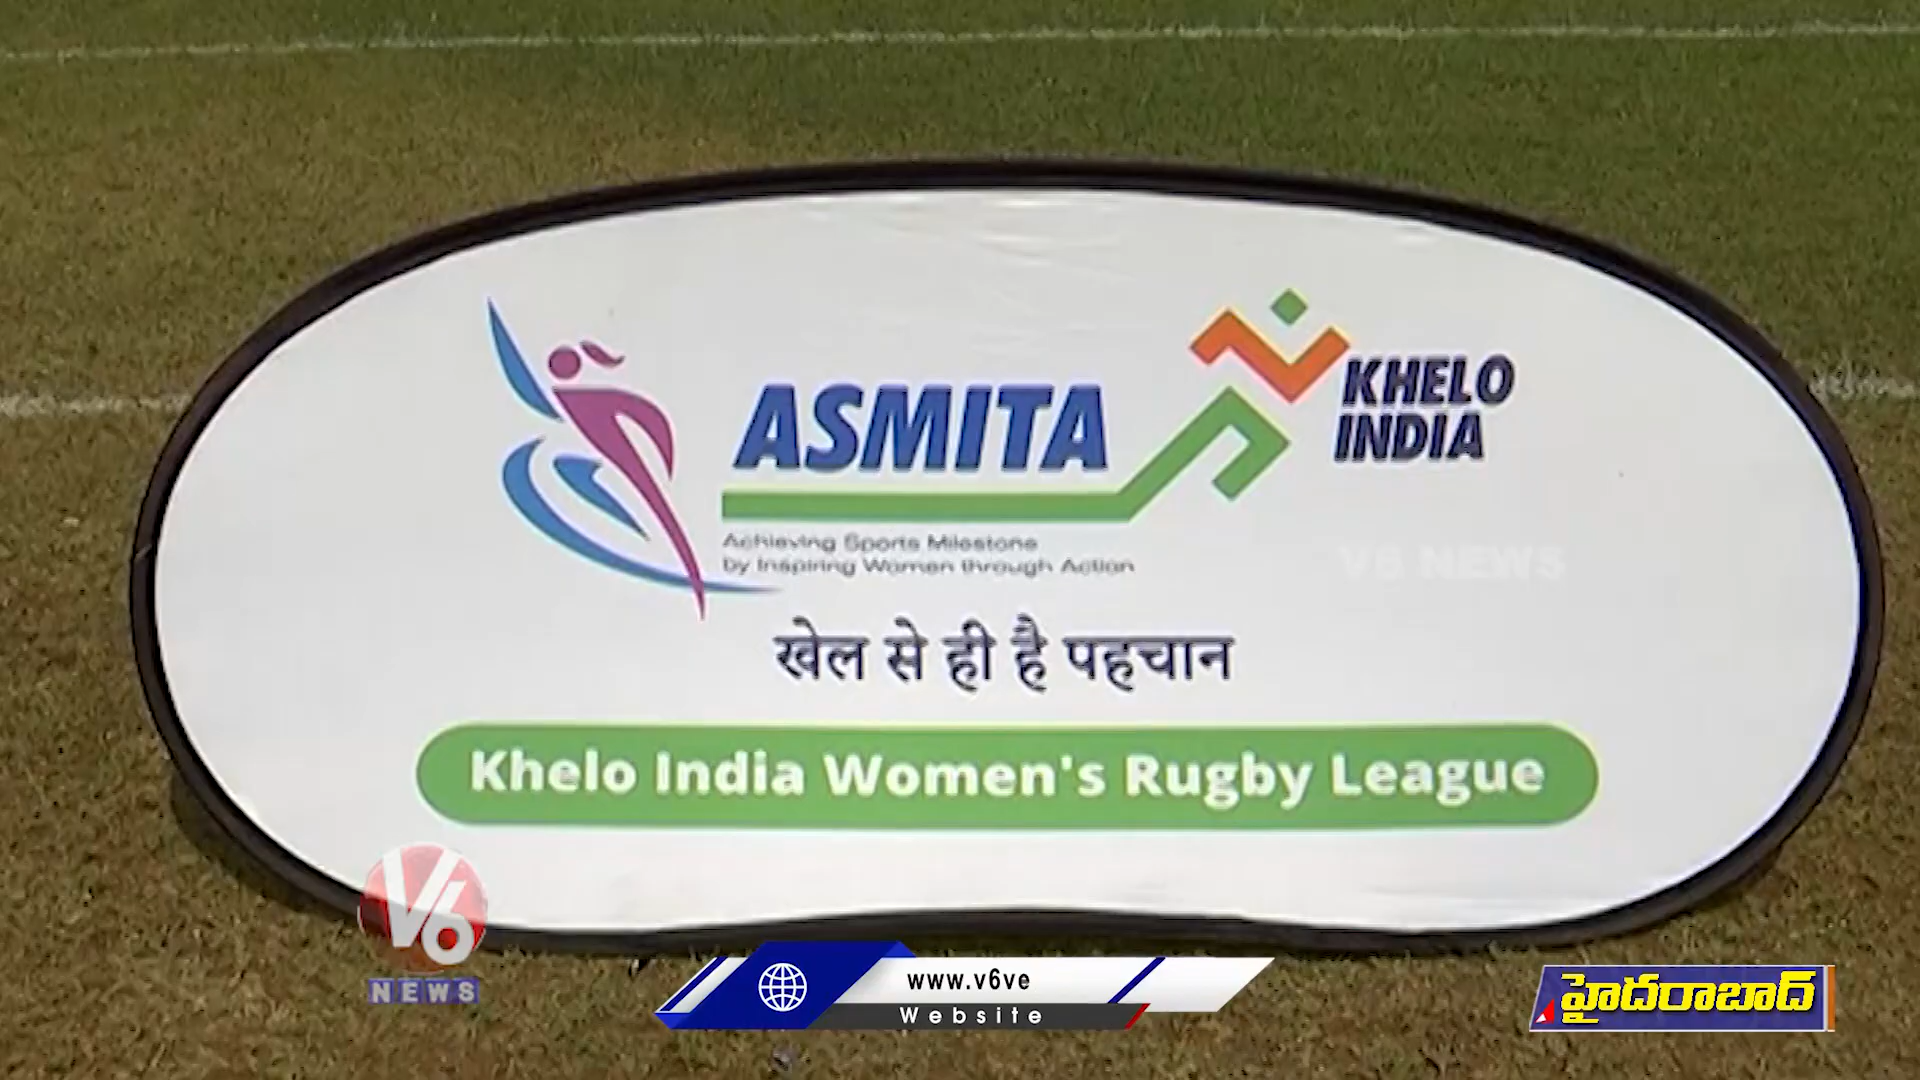 ASMITA
KHELO
INDIA
Achieving Sports Milestone
by Inspiring Women through Action
V6 NEWS
खेल से ही है पहचान
Khelo India Women's Rugby League
V6
NEWS
www.v6ve
Website
హైదరాబాద్